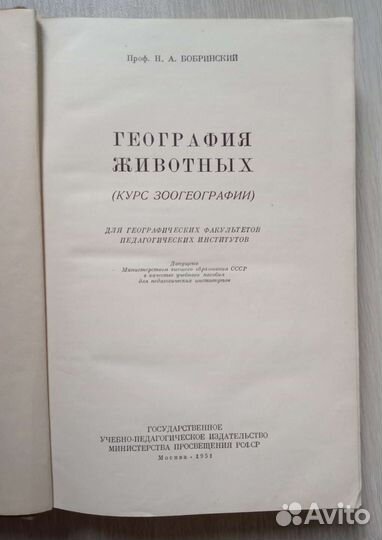 Проф. Н. А. БОБРИНСКИЙ
ГЕОГРАФИЯ
ЖИВОТНЫХ
(КУРС ЗООГЕОГРАФИИ)
ДЛЯ ГЕОГРАФИЧЕСКИХ ФАКУЛЬТЕТОВ
ПЕДАГОГИЧЕСКИХ ИНСТИТУТОВ
Допущено
Министерством высшего образования СССР
в качестве учебного пособия
для педагогических институтов
ГОСУДАРСТВЕННОЕ
УЧЕБНО-ПЕДАГОГИЧЕСКОЕ ИЗДАТЕЛЬСТВО
МИНИСТЕРСТВА ПРОСВЕЩЕНИЯ РСФСР
Москва • 1951
Avito